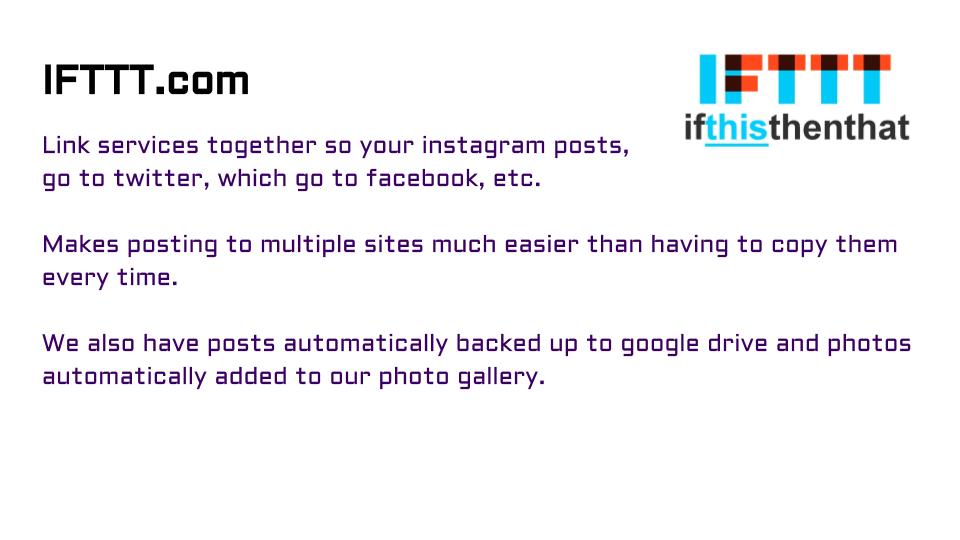 IFTTT.com
IFTTT
ifthisthenthat
Link services together so your instagram posts,
go to twitter, which go to facebook, etc.
Makes posting to multiple sites much easier than having to copy them
every time.
We also have posts automatically backed up to google drive and photos
automatically added to our photo gallery.